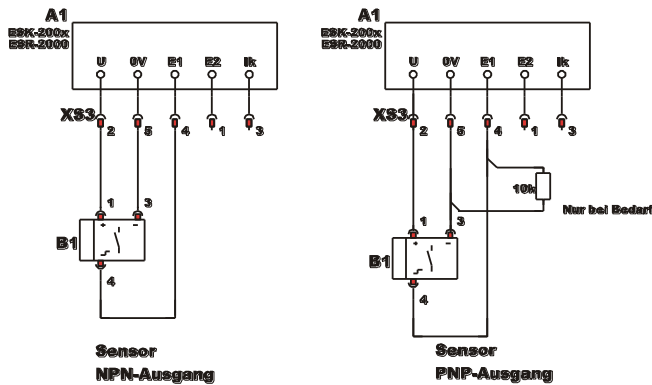 A1
ESK-200x
ESR-2000
U 0V E1 E2 Ik
XS3
2 5 4 1 3
1 3
+ -
B1
4
Sensor
NPN-Ausgang
A1
ESK-200x
ESR-2000
U 0V E1 E2 Ik
XS3
2 5 4 1 3
10k
Nur bei Bedarf
1 3
+ -
B1
4
Sensor
PNP-Ausgang